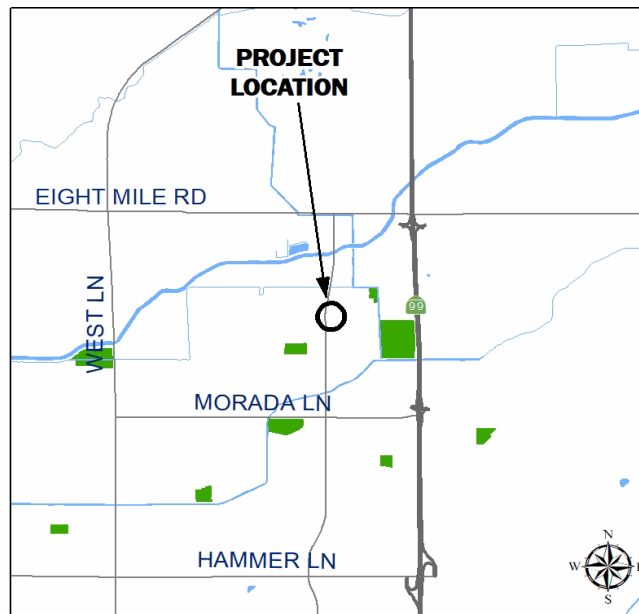 PROJECT
LOCATION
EIGHT MILE RD
WEST LN
99
MORADA LN
HAMMER LN
N
W
E
S